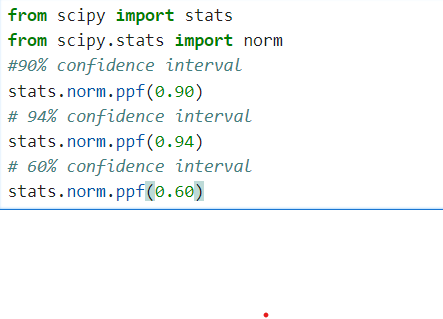 from scipy import stats
from scipy.stats import norm
#90% confidence interval
stats.norm.ppf(0.90)
# 94% confidence interval
stats.norm.ppf(0.94)
# 60% confidence interval
stats.norm.ppf(0.60)